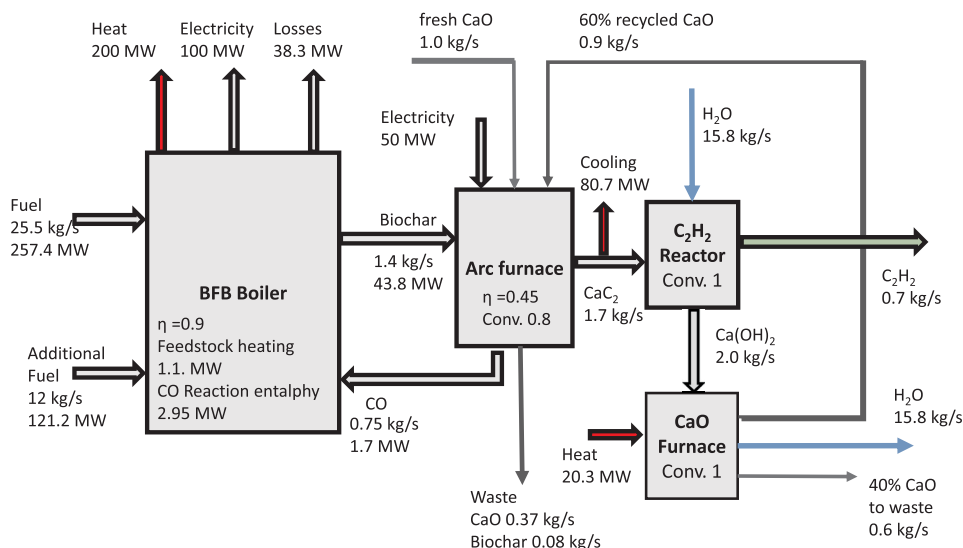 Heat
200 MW
Electricity
100 MW
Losses
38.3 MW
fresh CaO
1.0 kg/s
60% recycled CaO
0.9 kg/s
Electricity
50 MW
H₂O
15.8 kg/s
Cooling
80.7 MW
Fuel
25.5 kg/s
257.4 MW
Biochar
1.4 kg/s
43.8 MW
Arc furnace
η =0.45
Conv. 0.8
C₂H₂
Reactor
Conv. 1
CaC₂
1.7 kg/s
C₂H₂
0.7 kg/s
BFB Boiler
η =0.9
Feedstock heating
1.1. MW
CO Reaction entalphy
2.95 MW
Additional
Fuel
12 kg/s
121.2 MW
Ca(OH)₂
2.0 kg/s
CO
0.75 kg/s
1.7 MW
CaO
Furnace
Conv. 1
Heat
20.3 MW
H₂O
15.8 kg/s
40% CaO
to waste
0.6 kg/s
Waste
CaO 0.37 kg/s
Biochar 0.08 kg/s